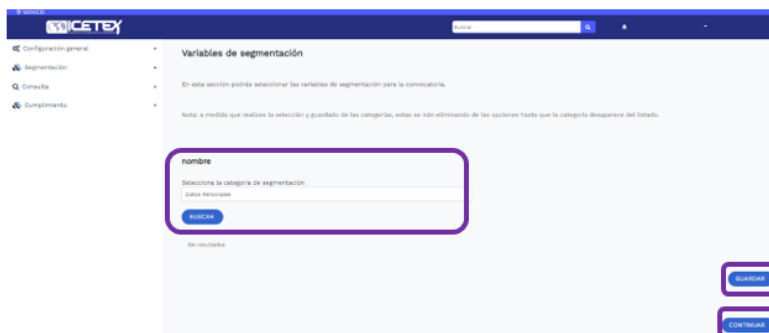 GOV.CO
ICETEX
Buscar
Configuración general
Segmentación
Consulta
Cumplimiento
Variables de segmentación
En esta sección podrás seleccionar las variables de segmentación para la convocatoria.
Nota: a medida que realices la selección y guardado de las categorías, estas se irán eliminando de las opciones hasta que la categoría desaparece del listado.
nombre
Selecciona la categoría de segmentación
Datos Personales
BUSCAR
Sin resultados
GUARDAR
CONTINUAR